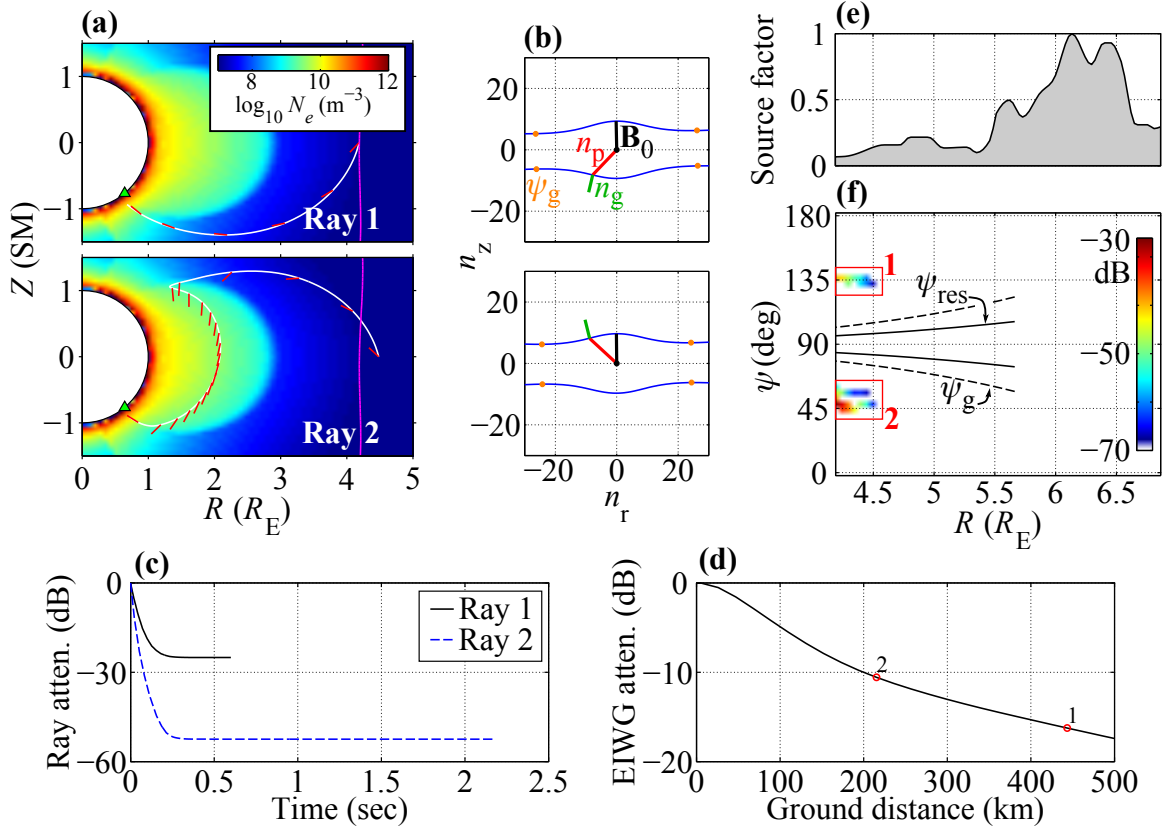 (a)
1
0
−1
8 10 12
log10 Ne (m−3)
Ray 1
Z (SM)
1
0
−1
Ray 2
0 1 2 3 4 5
R (RE)
(b)
20
0
−20
B0
np
ψg
ng
nz
20
0
−20
−20 0 20
nr
(e)
1
0.5
0
Source factor
(f)
180
135
90
45
0
ψ (deg)
1
ψres
ψg
2
−30
dB
−50
−70
4.5 5 5.5 6 6.5
R (RE)
(c)
0
−30
−60
Ray atten. (dB)
Ray 1
Ray 2
0 0.5 1 1.5 2 2.5
Time (sec)
(d)
0
−10
−20
EIWG atten. (dB)
2
1
0 100 200 300 400 500
Ground distance (km)